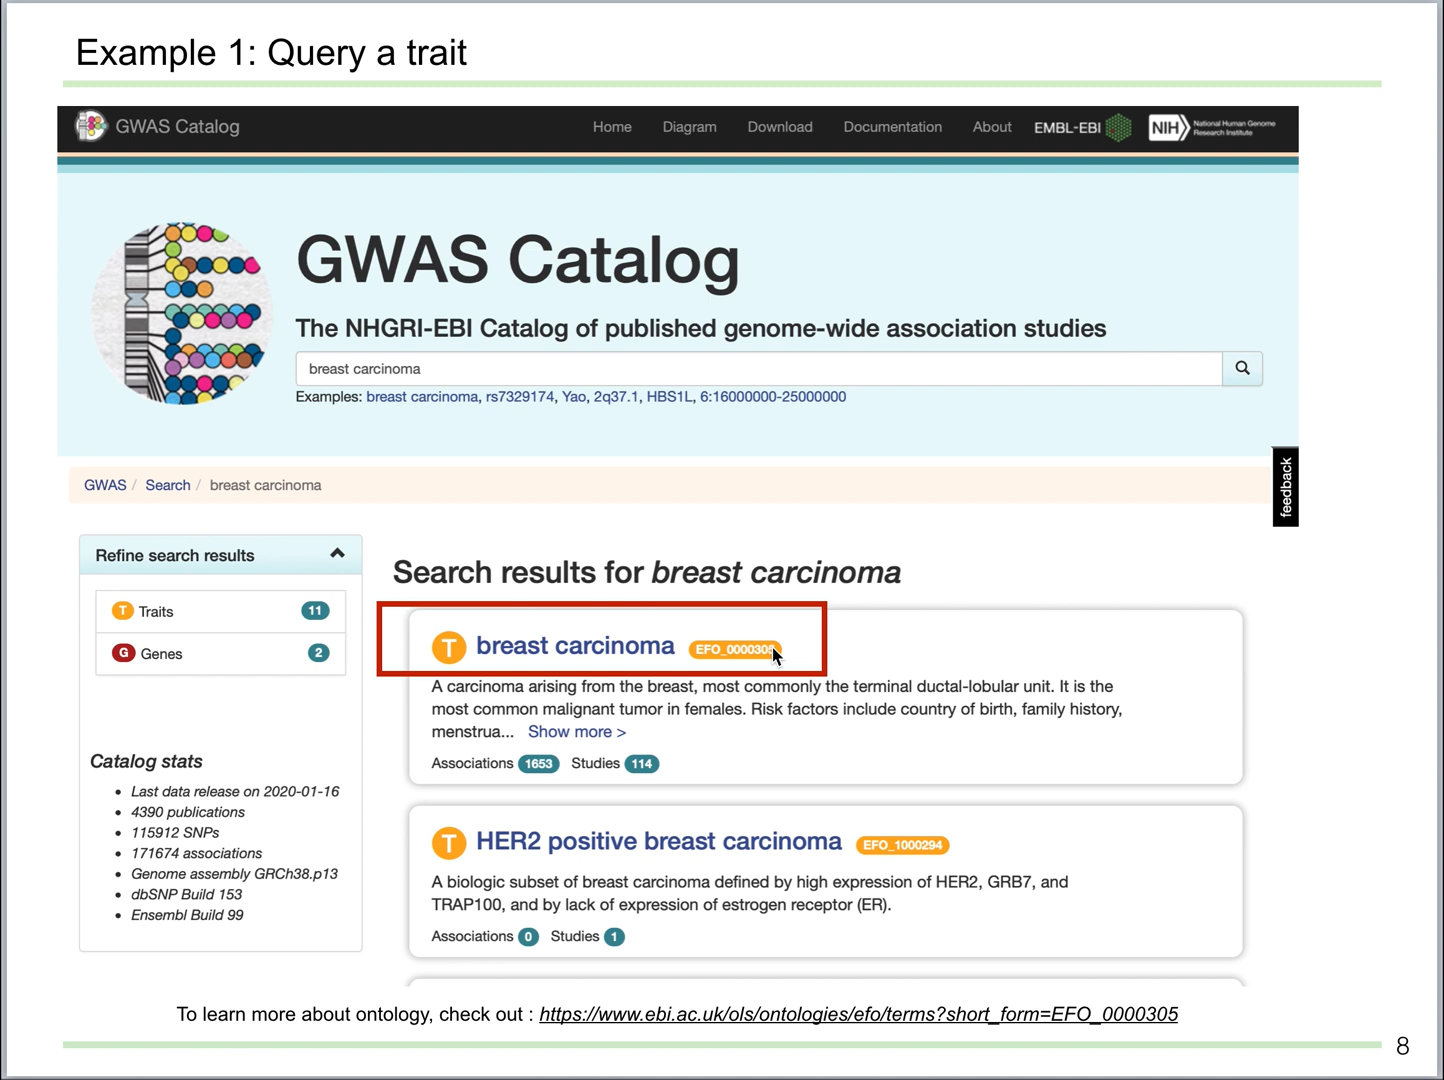 Example 1: Query a trait
GWAS Catalog
Home Diagram Download Documentation About EMBL-EBI NIH National Human Genome Research Institute
GWAS Catalog
The NHGRI-EBI Catalog of published genome-wide association studies
breast carcinoma
Examples: breast carcinoma, rs7329174, Yao, 2q37.1, HBS1L, 6:16000000-25000000
feedback
GWAS / Search / breast carcinoma
Refine search results
T Traits 11
G Genes 2
Catalog stats
• Last data release on 2020-01-16
• 4390 publications
• 115912 SNPs
• 171674 associations
• Genome assembly GRCh38.p13
• dbSNP Build 153
• Ensembl Build 99
Search results for breast carcinoma
T breast carcinoma EFO_0000305
A carcinoma arising from the breast, most commonly the terminal ductal-lobular unit. It is the
most common malignant tumor in females. Risk factors include country of birth, family history,
menstrua... Show more >
Associations 1653 Studies 114
T HER2 positive breast carcinoma EFO_1000294
A biologic subset of breast carcinoma defined by high expression of HER2, GRB7, and
TRAP100, and by lack of expression of estrogen receptor (ER).
Associations 0 Studies 1
To learn more about ontology, check out : https://www.ebi.ac.uk/ols/ontologies/efo/terms?short_form=EFO_0000305
8